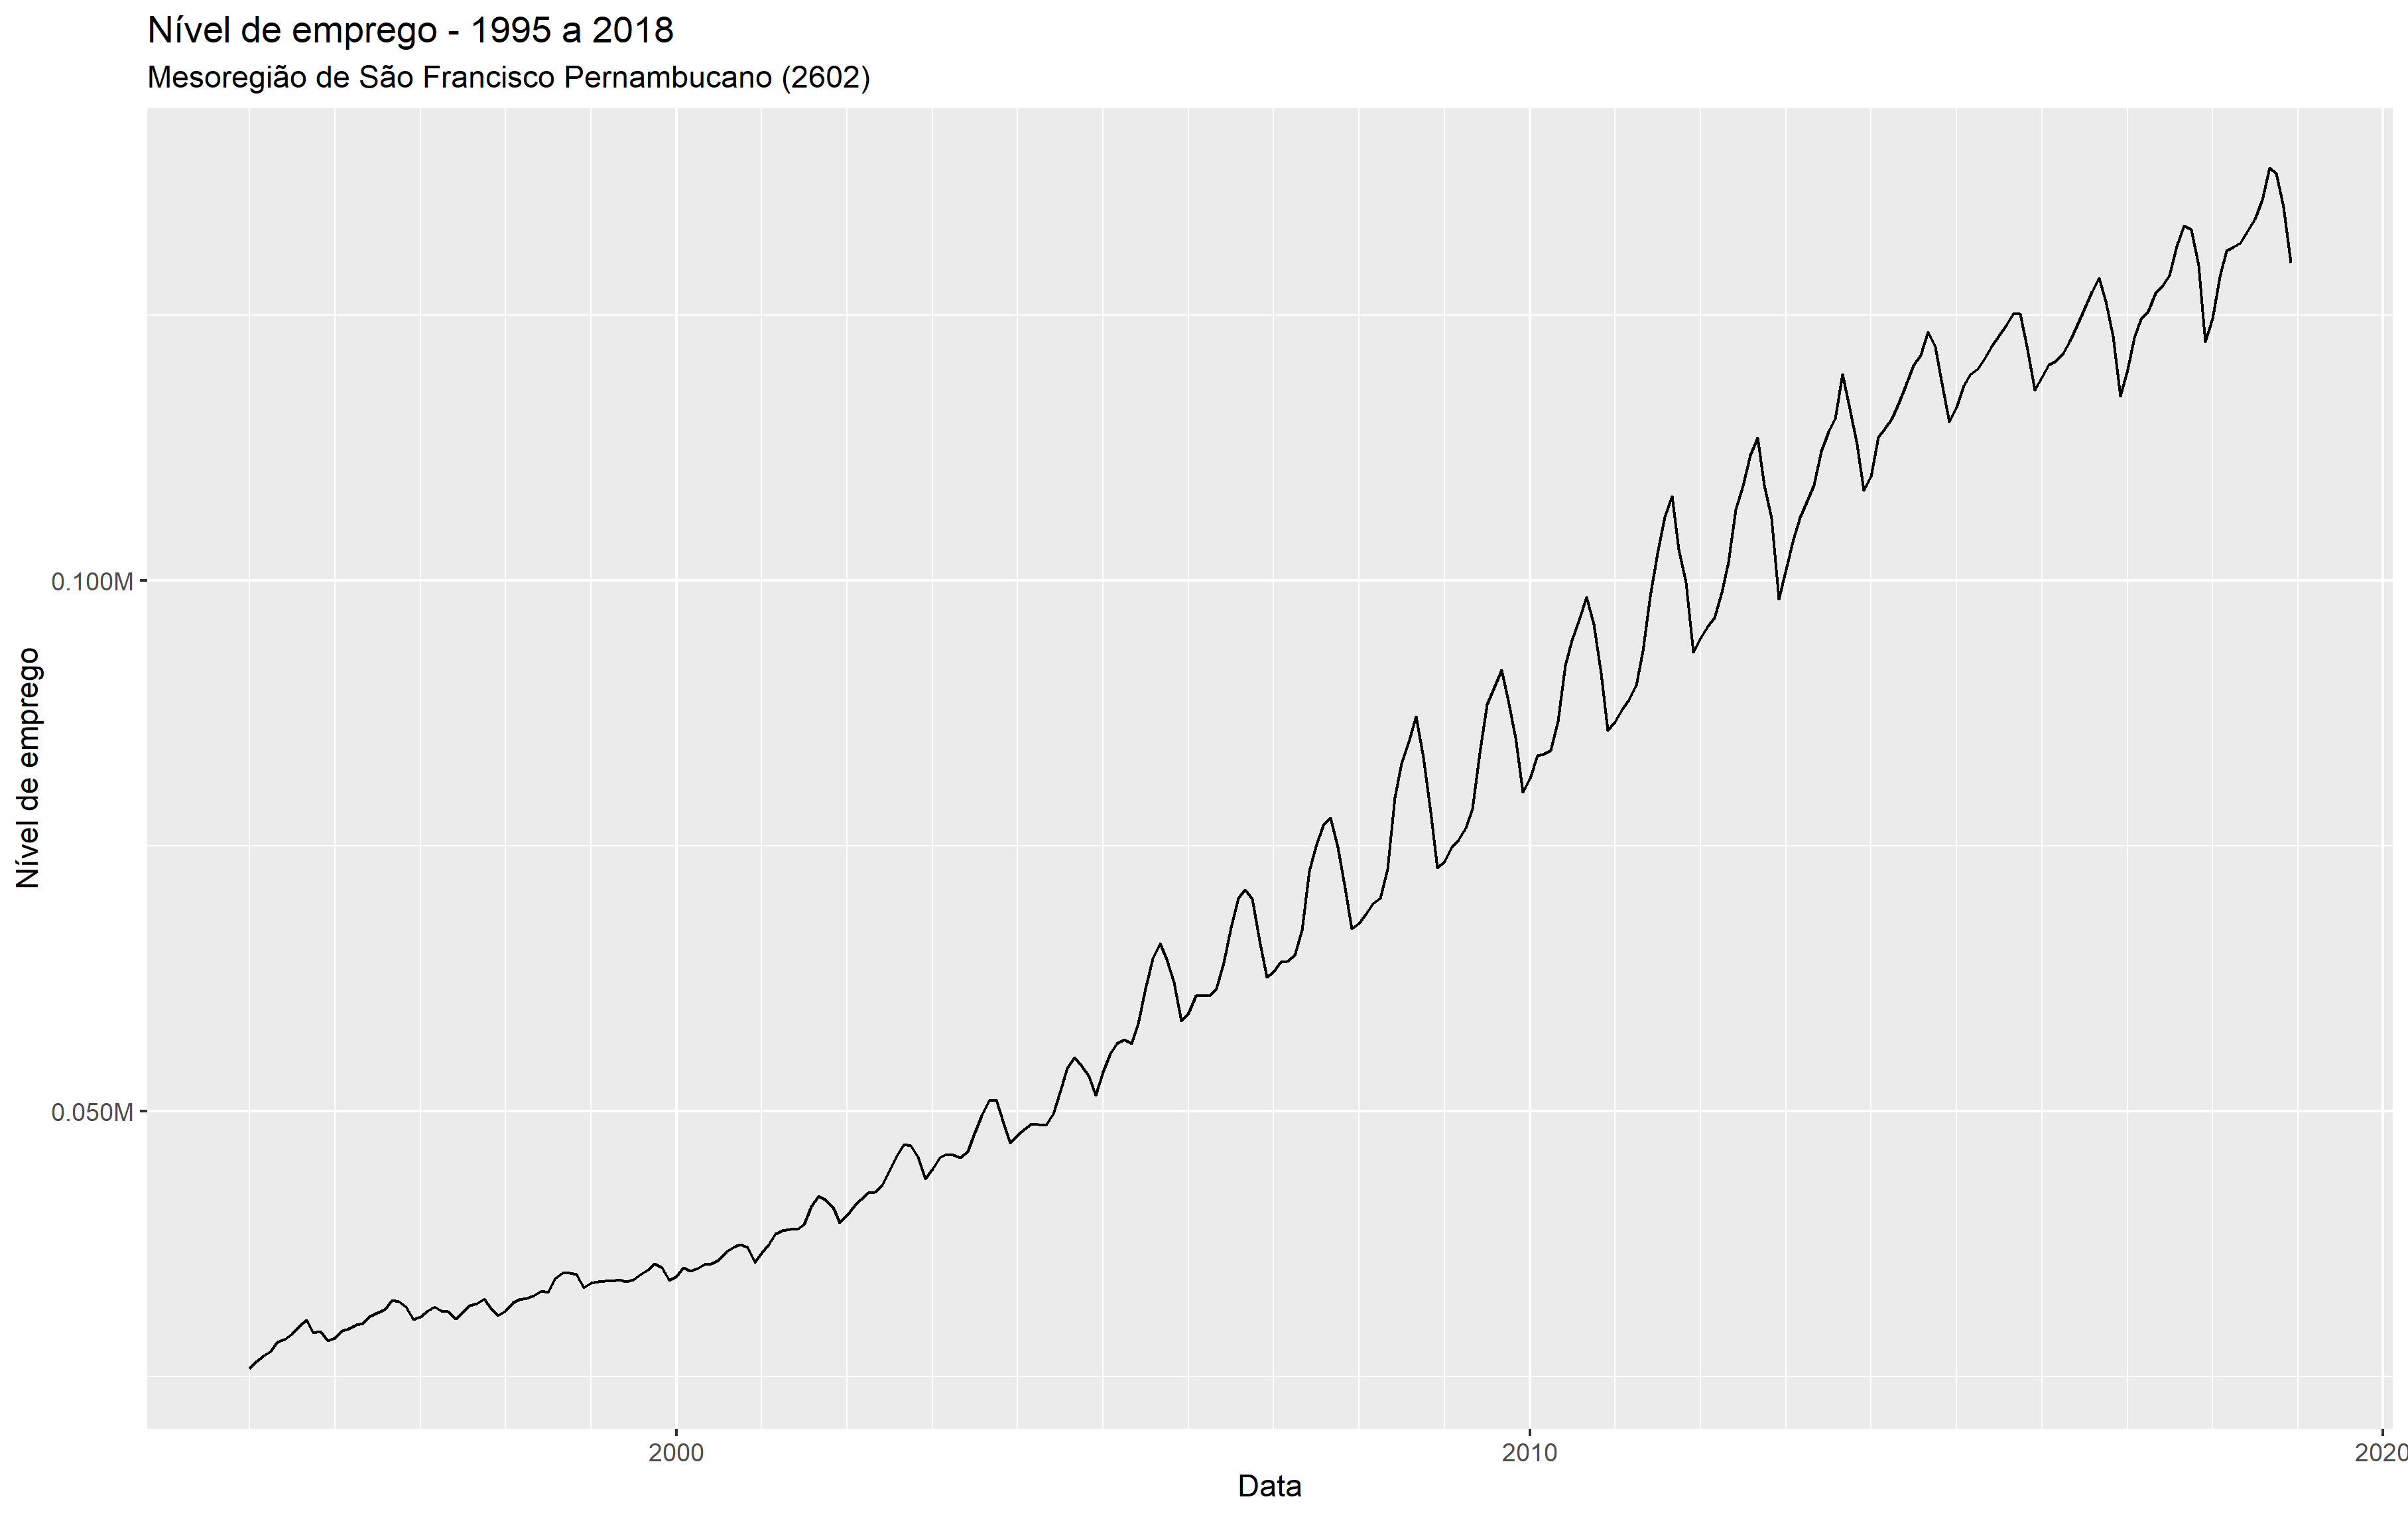 Nível de emprego - 1995 a 2018
Mesoregião de São Francisco Pernambucano (2602)
Nível de emprego
0.100M
0.050M
2000
2010
2020
Data